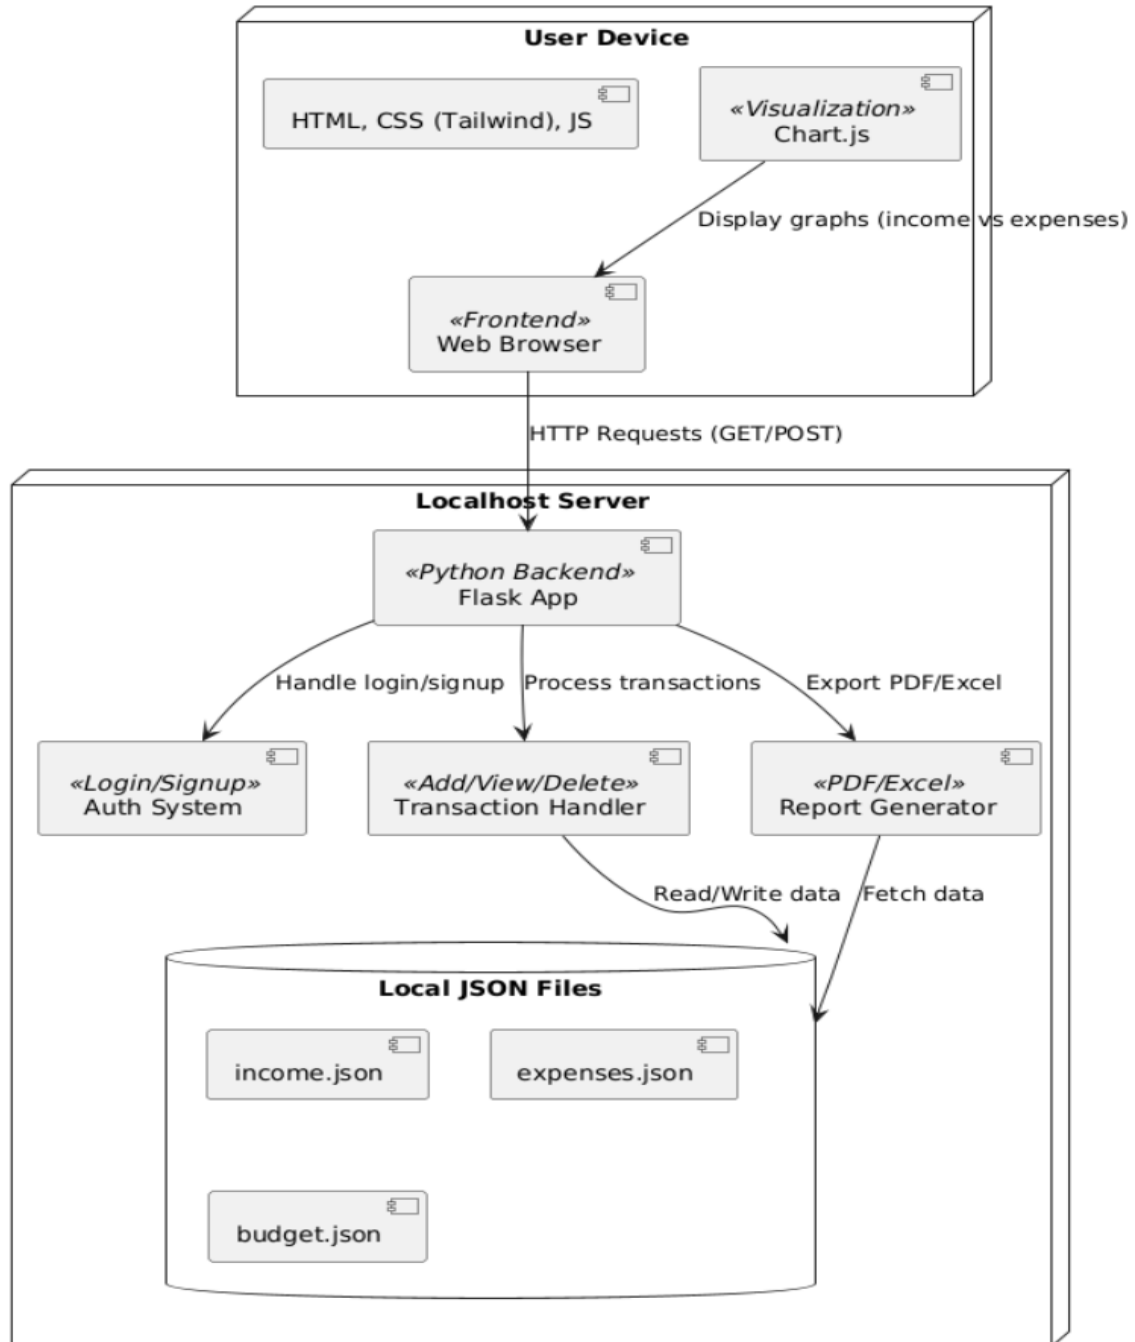 User Device
HTML, CSS (Tailwind), JS
«Visualization»
Chart.js
Display graphs (income vs expenses)
«Frontend»
Web Browser
HTTP Requests (GET/POST)
Localhost Server
«Python Backend»
Flask App
Handle login/signup
Process transactions
Export PDF/Excel
«Login/Signup»
Auth System
«Add/View/Delete»
Transaction Handler
«PDF/Excel»
Report Generator
Read/Write data
Fetch data
Local JSON Files
income.json
expenses.json
budget.json